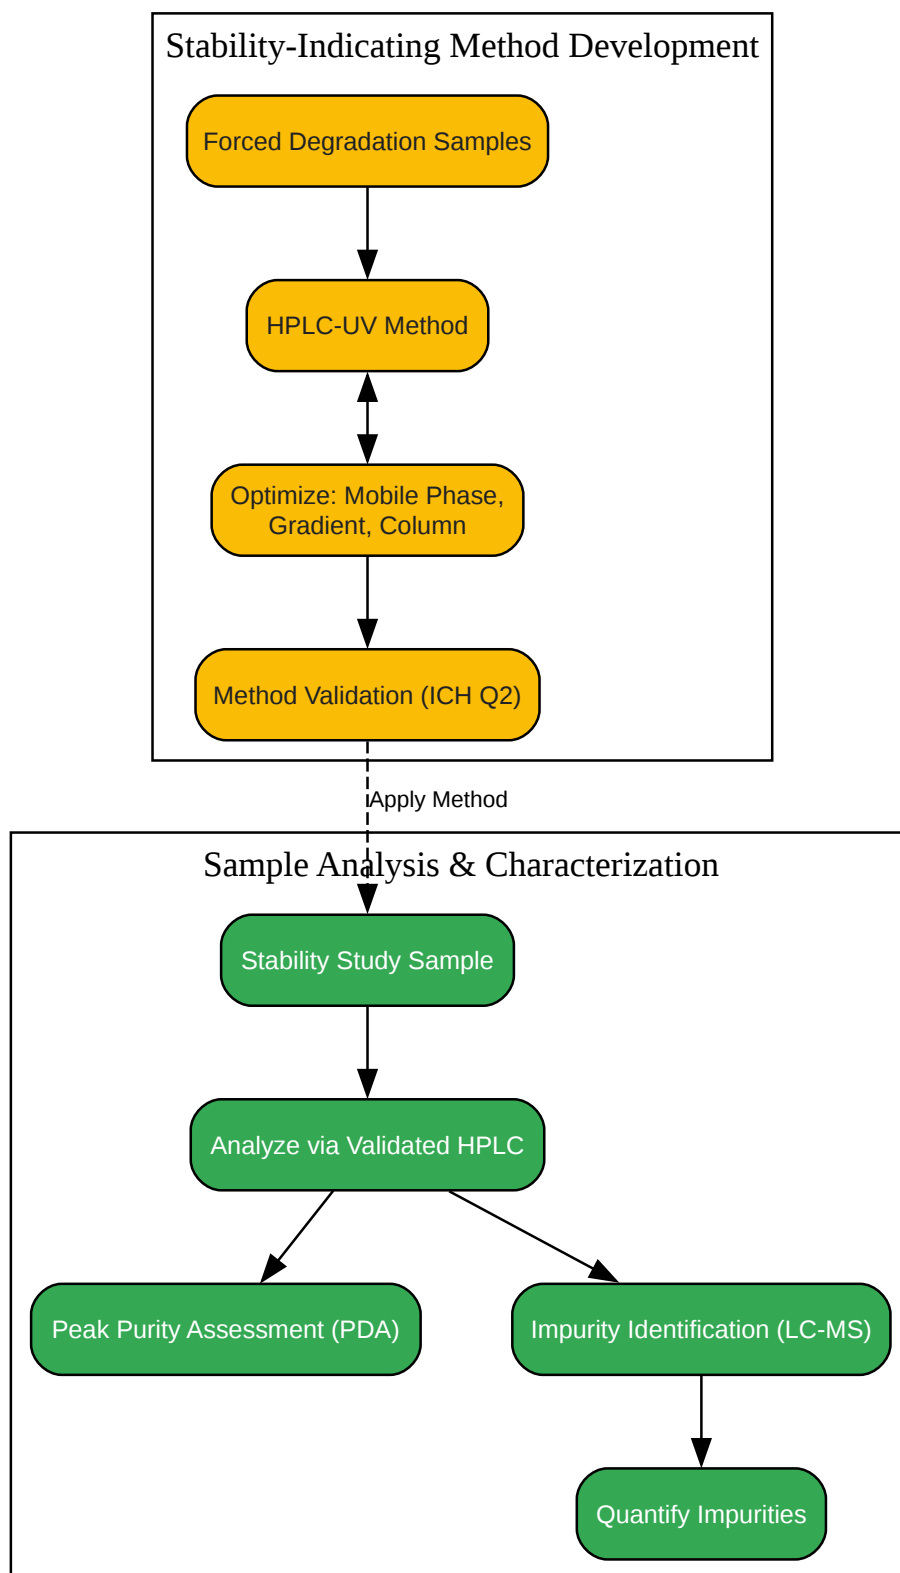 Stability-Indicating Method Development
Forced Degradation Samples
HPLC-UV Method
Optimize: Mobile Phase,
Gradient, Column
Method Validation (ICH Q2)
Apply Method
Sample Analysis & Characterization
Stability Study Sample
Analyze via Validated HPLC
Peak Purity Assessment (PDA)
Impurity Identification (LC-MS)
Quantify Impurities